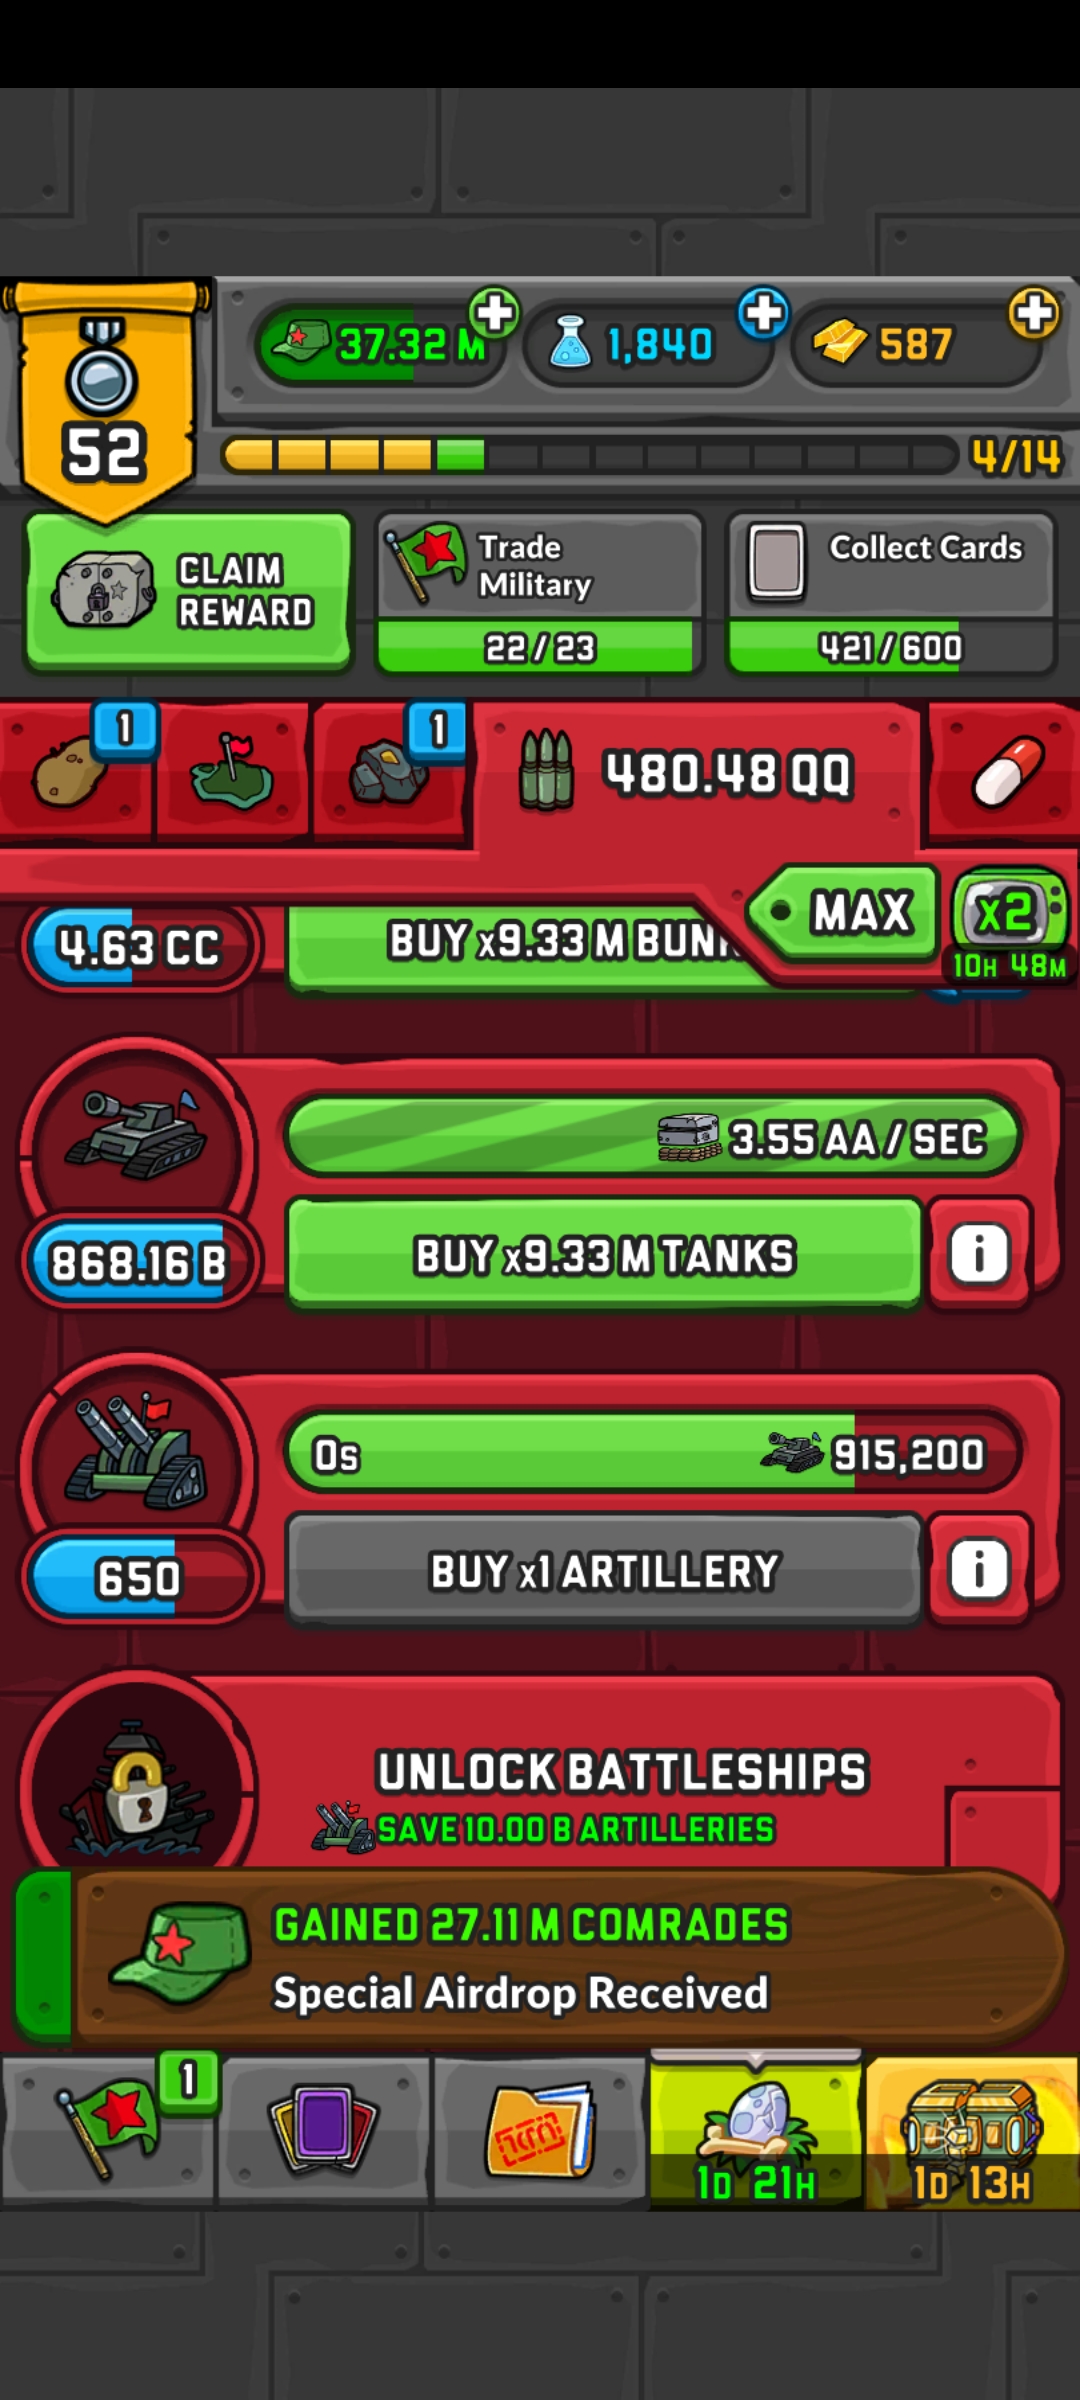 37.32 M
1,840
587
52
4/14
CLAIM
REWARD
Trade
Military
22/23
Collect Cards
421/600
1
1
480.48 QQ
MAX
x2
10H 48M
4.63 CC
BUY x9.33 M
3.55 AA / SEC
868.16 B
BUY x9.33 M TANKS
i
0s
915,200
650
BUY x1 ARTILLERY
i
UNLOCK BATTLESHIPS
SAVE 10.00 B ARTILLERIES
GAINED 27.11 M COMRADES
Special Airdrop Received
1
1D 21H
1D 13H